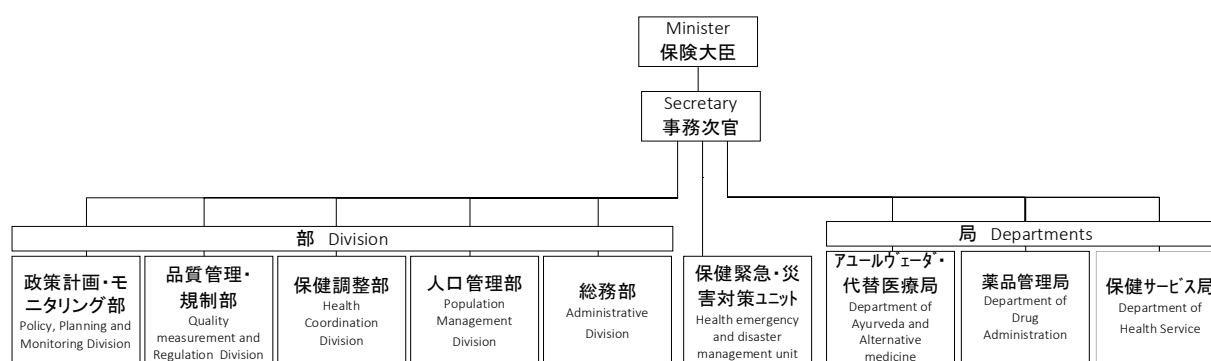 Minister
保険大臣
Secretary
事務次官
部 Division
局 Departments
政策計画・モ
ニタリング部
Policy, Planning and
Monitoring Division
品質管理・
規制部
Quality
measurement and
Regulation Division
保健調整部
Health
Coordination
Division
人口管理部
Population
Management
Division
総務部
Administrative
Division
保健緊急・災
害対策ユニット
Health emergency
and disaster
management unit
アユールヴェーダ・
代替医療局
Department of
Ayurveda and
Alternative
medicine
薬品管理局
Department of
Drug
Administration
保健サービス局
Department of
Health Service